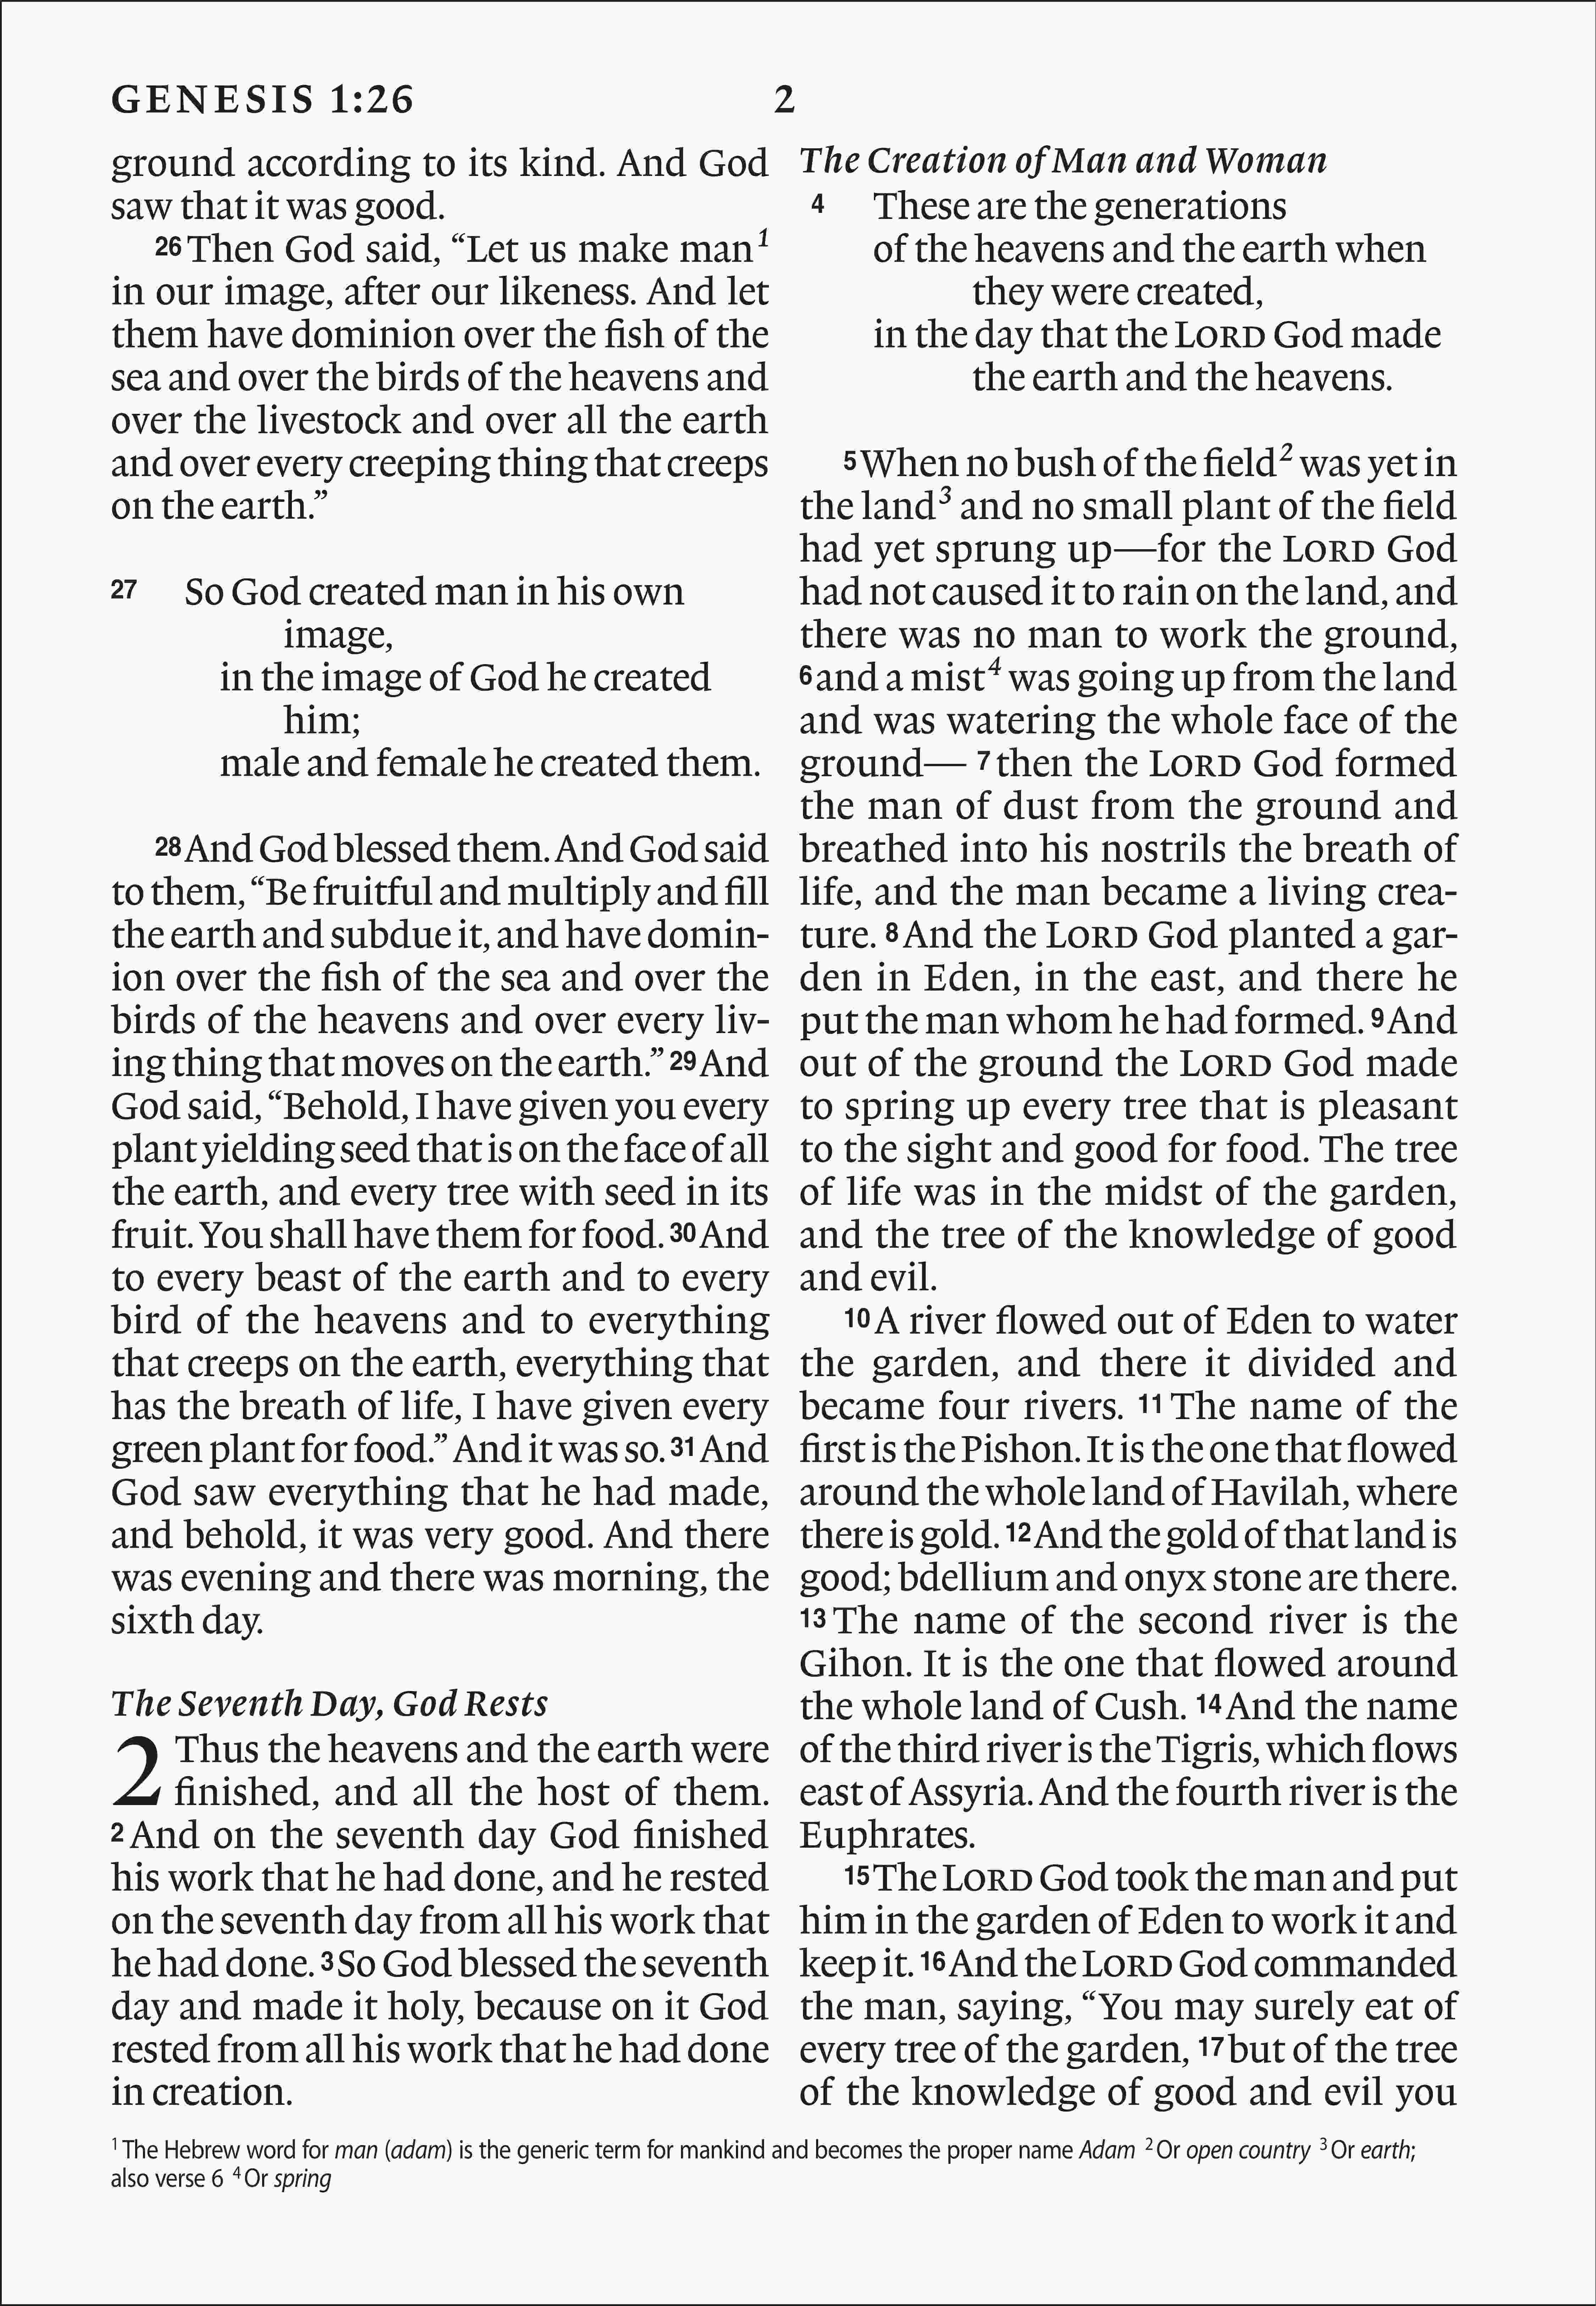 GENESIS 1:26
2
ground according to its kind. And God
saw that it was good.
26 Then God said, “Let us make man1
in our image, after our likeness. And let
them have dominion over the fish of the
sea and over the birds of the heavens and
over the livestock and over all the earth
and over every creeping thing that creeps
on the earth.”
27 So God created man in his own
image,
in the image of God he created
him;
male and female he created them.
28 And God blessed them. And God said
to them, “Be fruitful and multiply and fill
the earth and subdue it, and have domin-
ion over the fish of the sea and over the
birds of the heavens and over every liv-
ing thing that moves on the earth.” 29 And
God said, “Behold, I have given you every
plant yielding seed that is on the face of all
the earth, and every tree with seed in its
fruit. You shall have them for food. 30 And
to every beast of the earth and to every
bird of the heavens and to everything
that creeps on the earth, everything that
has the breath of life, I have given every
green plant for food.” And it was so. 31 And
God saw everything that he had made,
and behold, it was very good. And there
was evening and there was morning, the
sixth day.
The Seventh Day, God Rests
2 Thus the heavens and the earth were
finished, and all the host of them.
2 And on the seventh day God finished
his work that he had done, and he rested
on the seventh day from all his work that
he had done. 3 So God blessed the seventh
day and made it holy, because on it God
rested from all his work that he had done
in creation.
The Creation of Man and Woman
4 These are the generations
of the heavens and the earth when
they were created,
in the day that the LORD God made
the earth and the heavens.
5 When no bush of the field2 was yet in
the land3 and no small plant of the field
had yet sprung up—for the LORD God
had not caused it to rain on the land, and
there was no man to work the ground,
6 and a mist4 was going up from the land
and was watering the whole face of the
ground— 7 then the LORD God formed
the man of dust from the ground and
breathed into his nostrils the breath of
life, and the man became a living crea-
ture. 8 And the LORD God planted a gar-
den in Eden, in the east, and there he
put the man whom he had formed. 9 And
out of the ground the LORD God made
to spring up every tree that is pleasant
to the sight and good for food. The tree
of life was in the midst of the garden,
and the tree of the knowledge of good
and evil.
10 A river flowed out of Eden to water
the garden, and there it divided and
became four rivers. 11 The name of the
first is the Pishon. It is the one that flowed
around the whole land of Havilah, where
there is gold. 12 And the gold of that land is
good; bdellium and onyx stone are there.
13 The name of the second river is the
Gihon. It is the one that flowed around
the whole land of Cush. 14 And the name
of the third river is the Tigris, which flows
east of Assyria. And the fourth river is the
Euphrates.
15 The LORD God took the man and put
him in the garden of Eden to work it and
keep it. 16 And the LORD God commanded
the man, saying, “You may surely eat of
every tree of the garden, 17 but of the tree
of the knowledge of good and evil you
1 The Hebrew word for man (adam) is the generic term for mankind and becomes the proper name Adam 2 Or open country 3 Or earth;
also verse 6 4 Or spring